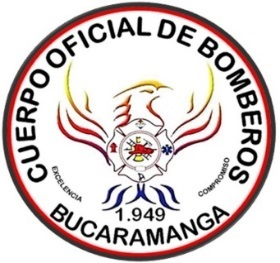 CUERPO OFICIAL DE BOMBEROS
EXCELENCIA
COMPROMISO
1.949
BUCARAMANGA